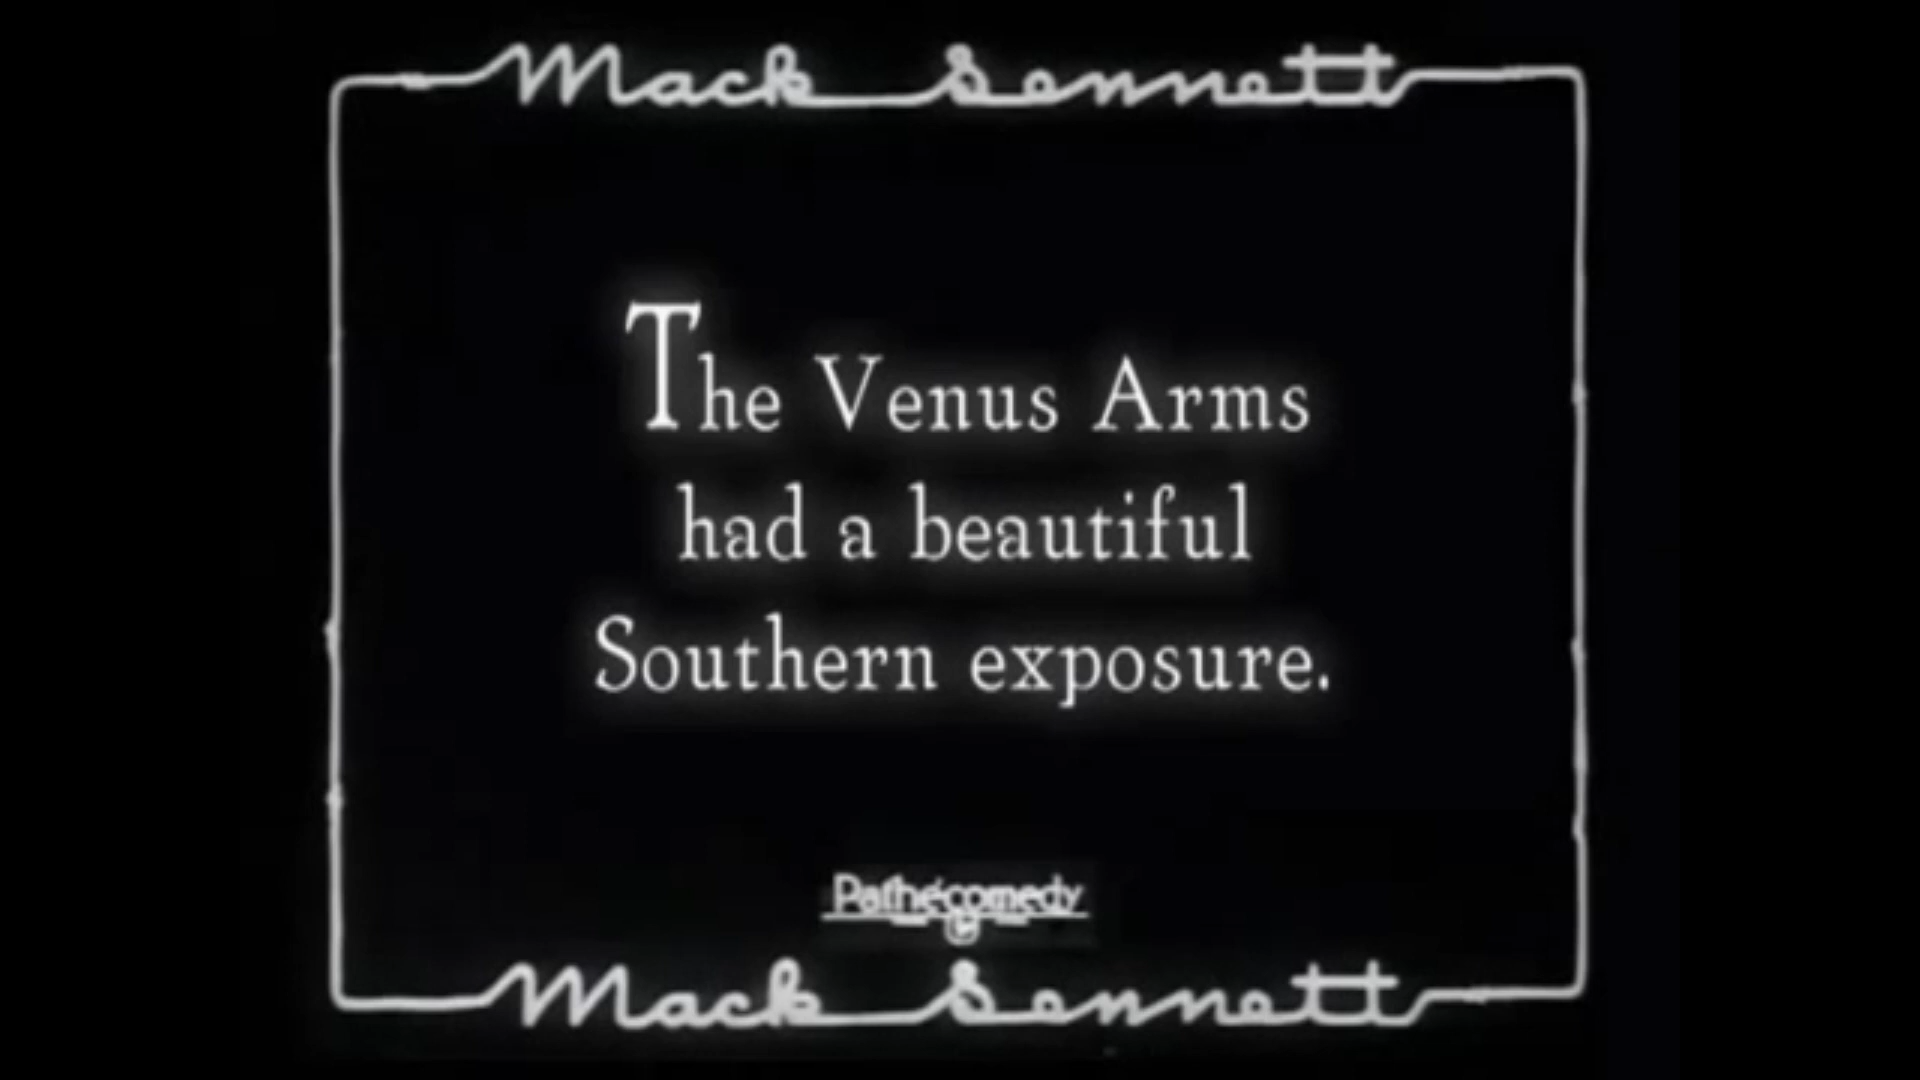 Mack Sennett
The Venus Arms
had a beautiful
Southern exposure.
Pathécomedy
©
Mack Sennett